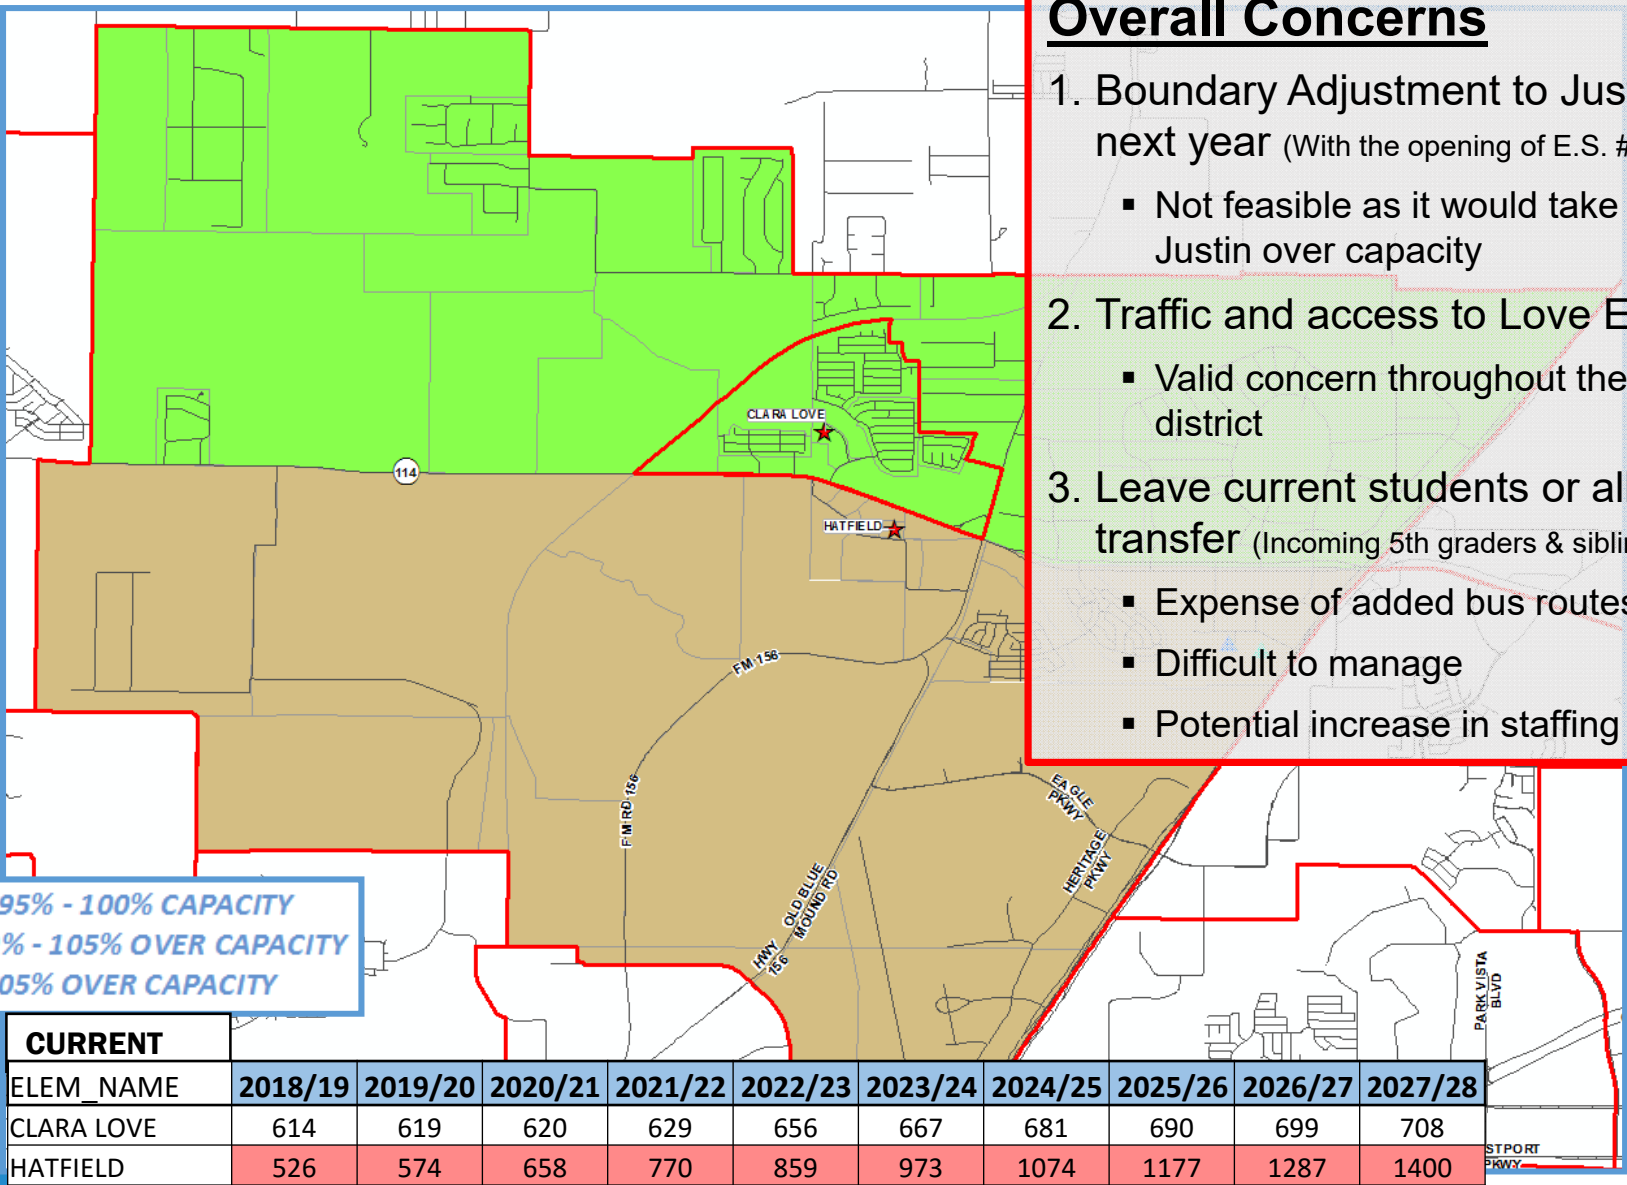 Overall Concerns
1. Boundary Adjustment to Jus
next year (With the opening of E.S. #
▪ Not feasible as it would take
Justin over capacity
2. Traffic and access to Love E
▪ Valid concern throughout the
district
3. Leave current students or al
transfer (Incoming 5th graders & siblin
▪ Expense of added bus routes
▪ Difficult to manage
▪ Potential increase in staffing
CLARA LOVE
114
HATFIELD
FM 156
FM RD 156
EAGLE
PKWY
HERITAGE
PKWY
OLD BLUE
MOUND RD
HWY
156
PARK VISTA
BLVD
STPORT
PKWY
95% - 100% CAPACITY
% - 105% OVER CAPACITY
05% OVER CAPACITY
CURRENT
ELEM_NAME 2018/19 2019/20 2020/21 2021/22 2022/23 2023/24 2024/25 2025/26 2026/27 2027/28
CLARA LOVE 614 619 620 629 656 667 681 690 699 708
HATFIELD 526 574 658 770 859 973 1074 1177 1287 1400